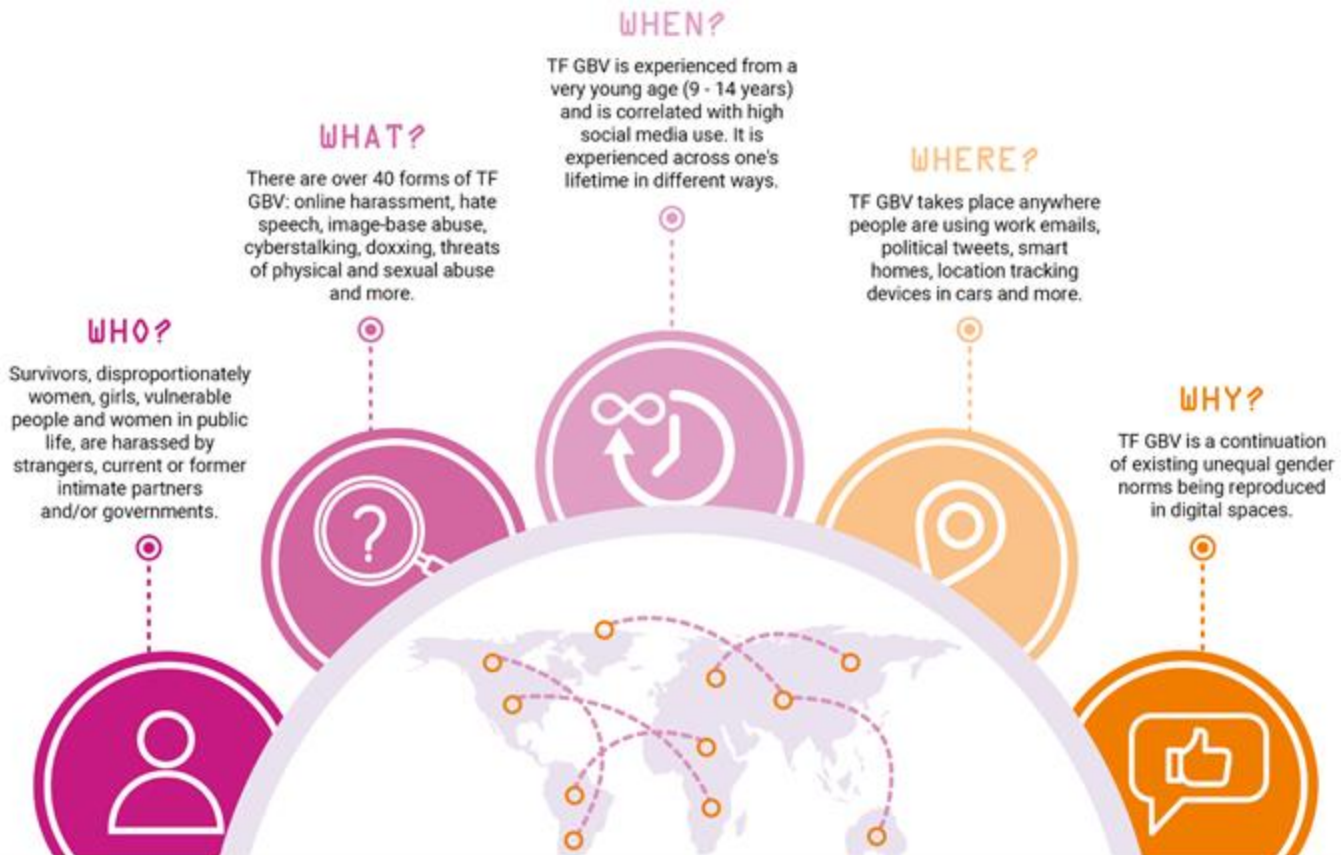 WHO?
Survivors, disproportionately
women, girls, vulnerable
people and women in public
life, are harassed by
strangers, current or former
intimate partners
and/or governments.
WHAT?
There are over 40 forms of TF
GBV: online harassment, hate
speech, image-base abuse,
cyberstalking, doxxing, threats
of physical and sexual abuse
and more.
WHEN?
TF GBV is experienced from a
very young age (9 - 14 years)
and is correlated with high
social media use. It is
experienced across one's
lifetime in different ways.
WHERE?
TF GBV takes place anywhere
people are using work emails,
political tweets, smart
homes, location tracking
devices in cars and more.
WHY?
TF GBV is a continuation
of existing unequal gender
norms being reproduced
in digital spaces.